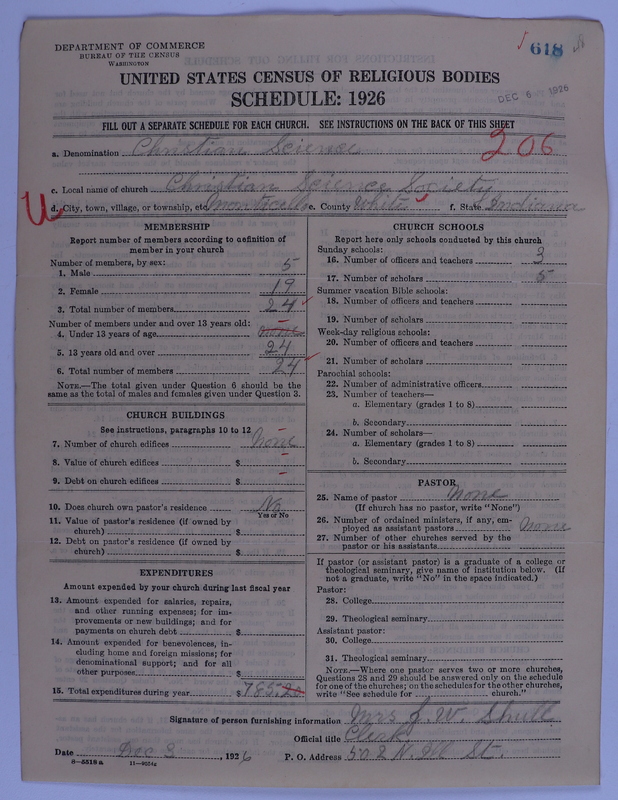 DEPARTMENT OF COMMERCE
BUREAU OF THE CENSUS
WASHINGTON
618
UNITED STATES CENSUS OF RELIGIOUS BODIES
SCHEDULE: 1926
DEC 6 1926
FILL OUT A SEPARATE SCHEDULE FOR EACH CHURCH. SEE INSTRUCTIONS ON THE BACK OF THIS SHEET
a. Denomination Christian Science 206
c. Local name of church Christian Science Society
U
d. City, town, village, or township, etc. Monticello e. County White f. State Indiana
MEMBERSHIP
Report number of members according to definition of
member in your church
Number of members, by sex:
1. Male 5
2. Female 19
3. Total number of members 24
Number of members under and over 13 years old:
4. Under 13 years of age none
5. 13 years old and over 24
6. Total number of members 24
NOTE.—The total given under Question 6 should be
same as the total of males and females given under Question 3.
CHURCH BUILDINGS
See instructions, paragraphs 10 to 12
7. Number of church edifices None
8. Value of church edifices $
9. Debt on church edifices $
10. Does church own pastor's residence No
Yes or No
11. Value of pastor's residence (if owned by
church) $
12. Debt on pastor's residence (if owned by
church) $
EXPENDITURES
Amount expended by your church during last fiscal year
13. Amount expended for salaries, repairs,
and other running expenses; for im-
provements or new buildings; and for
payments on church debt $
14. Amount expended for benevolences, in-
cluding home and foreign missions; for
denominational support; and for all
other purposes $
15. Total expenditures during year $ 785.20
CHURCH SCHOOLS
Report here only schools conducted by this church
Sunday schools:
16. Number of officers and teachers 3
17. Number of scholars 5
Summer vacation Bible schools:
18. Number of officers and teachers
19. Number of scholars
Week-day religious schools:
20. Number of officers and teachers
21. Number of scholars
Parochial schools:
22. Number of administrative officers
23. Number of teachers—
a. Elementary (grades 1 to 8)
b. Secondary
24. Number of scholars—
a. Elementary (grades 1 to 8)
b. Secondary
PASTOR
25. Name of pastor none
(If church has no pastor, write "None")
26. Number of ordained ministers, if any, em-
ployed as assistant pastors none
27. Number of other churches served by the
pastor or his assistants
If pastor (or assistant pastor) is a graduate of a college or
theological seminary, give name of institution below. (If
not a graduate, write "No" in the space indicated.)
Pastor:
28. College
29. Theological seminary
Assistant pastor:
30. College
31. Theological seminary
NOTE.—Where one pastor serves two or more churches,
Questions 28 and 29 should be answered only on the schedule
for one of the churches; on the schedules for the other churches,
write "See schedule for church."
Signature of person furnishing information Mrs J. W. Shull
Official title Clerk
Date Dec 3, 1926 P. O. Address 502 N. Ill St.
8-5518 a